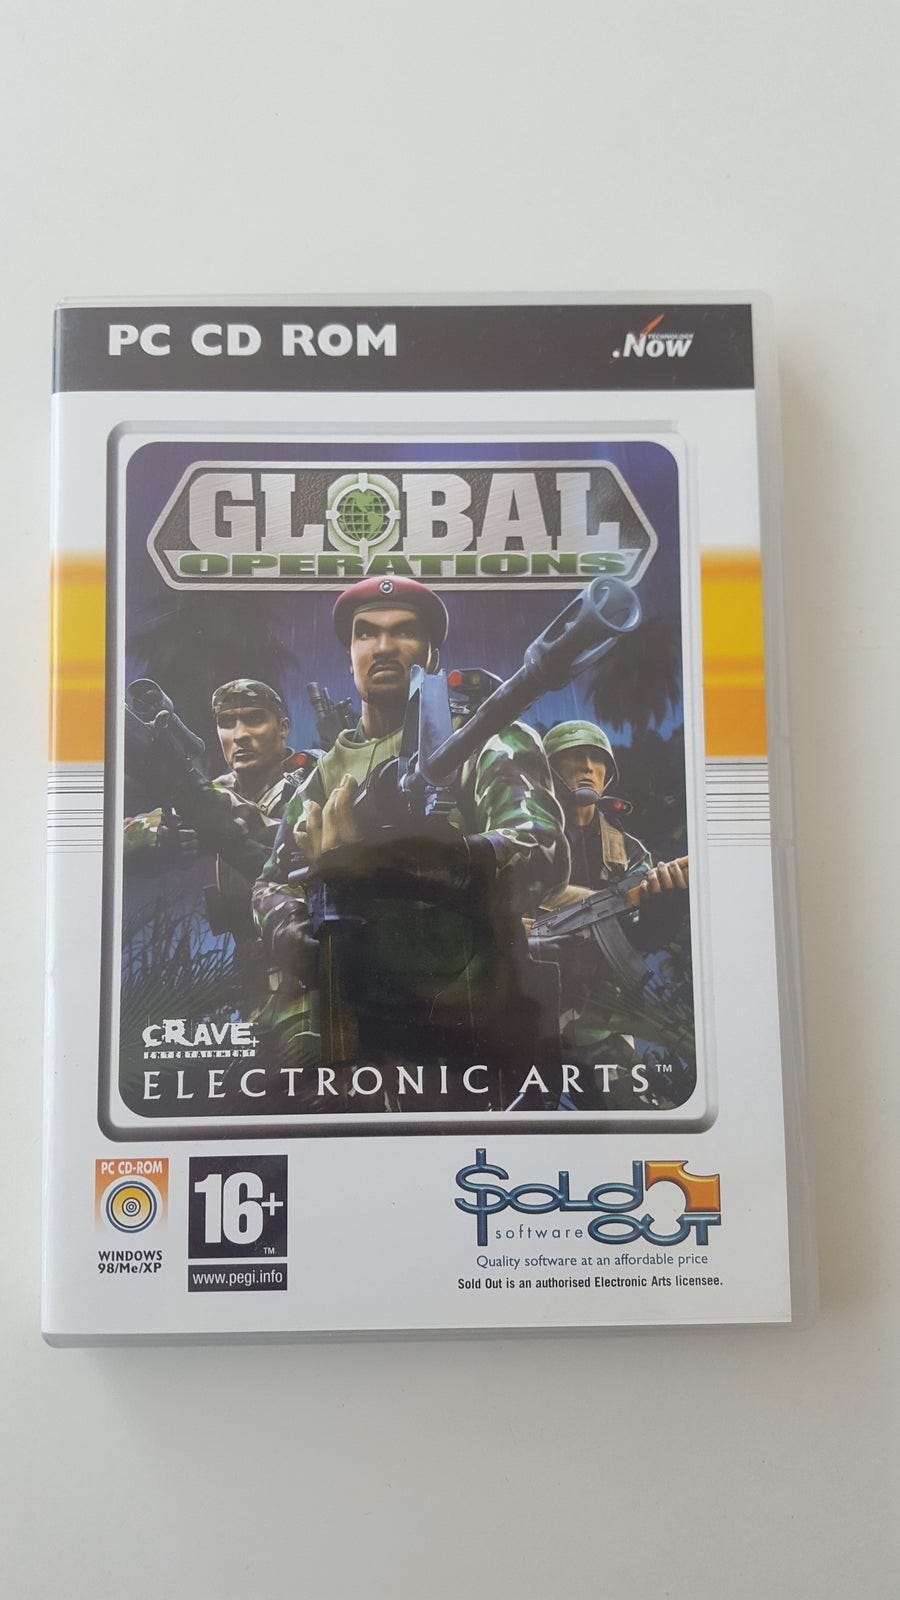 PC CD ROM
TECHNOLOGY
.Now
GLOBAL
OPERATIONS™
CRAVE
ENTERTAINMENT
ELECTRONIC ARTS™
PC CD-ROM
WINDOWS
98/Me/XP
16+
™
www.pegi.info
SOLD
software OUT
Quality software at an affordable price
Sold Out is an authorised Electronic Arts licensee.